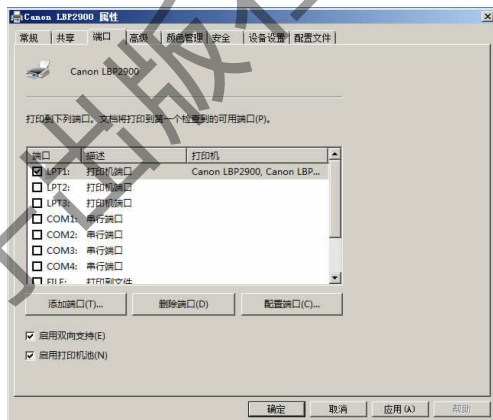 Canon LBP2900 属性
常规 共享 端口 高级 颜色管理 安全 设备设置 配置文件
Canon LBP2900
打印到下列端口。文档将打印到第一个检查到的可用端口(P)。
端口 描述 打印机
LPT1: 打印机端口 Canon LBP2900, Canon LBP...
LPT2: 打印机端口
LPT3: 打印机端口
COM1: 串行端口
COM2: 串行端口
COM3: 串行端口
COM4: 串行端口
FILE: 打印到文件
添加端口(T)... 删除端口(D) 配置端口(C)...
启用双向支持(E)
启用打印机池(N)
确定 取消 应用(A) 帮助